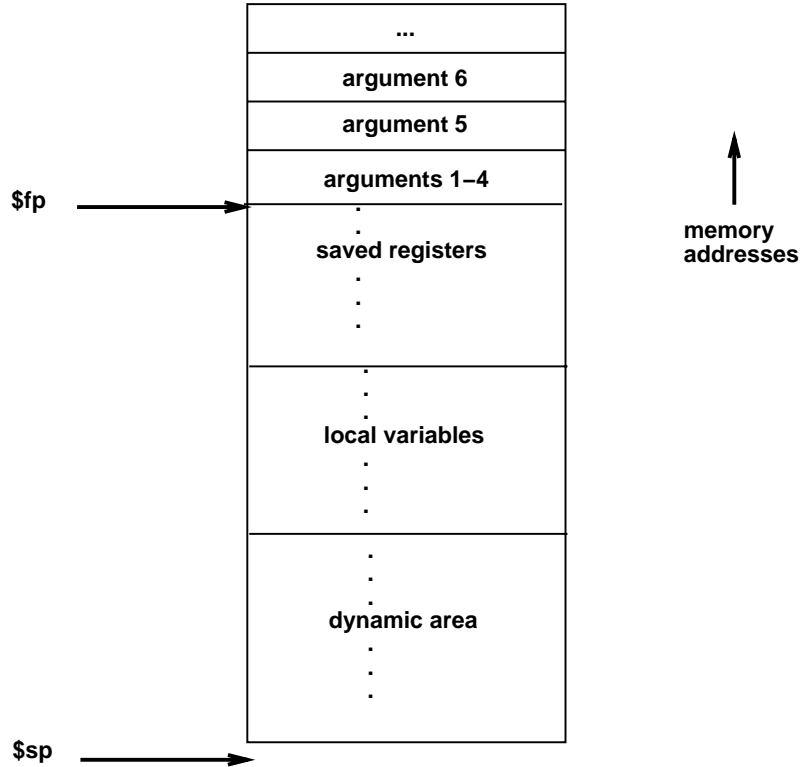 ...
argument 6
argument 5
arguments 1–4
$fp
memory
addresses
saved registers
local variables
dynamic area
$sp